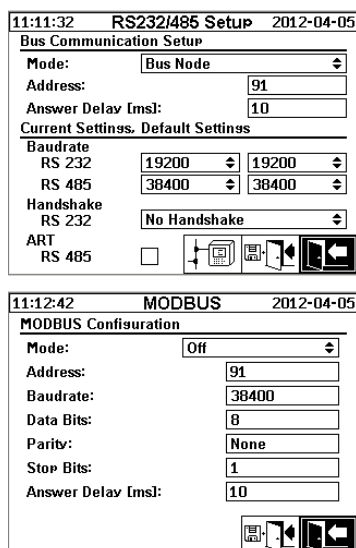 11:11:32 RS232/485 Setup 2012-04-05
Bus Communication Setup
Mode: Bus Node
Address: 91
Answer Delay [ms]: 10
Current Settings, Default Settings
Baudrate
RS 232 19200 19200
RS 485 38400 38400
Handshake
RS 232 No Handshake
ART
RS 485
11:12:42 MODBUS 2012-04-05
MODBUS Configuration
Mode: Off
Address: 91
Baudrate: 38400
Data Bits: 8
Parity: None
Stop Bits: 1
Answer Delay [ms]: 10